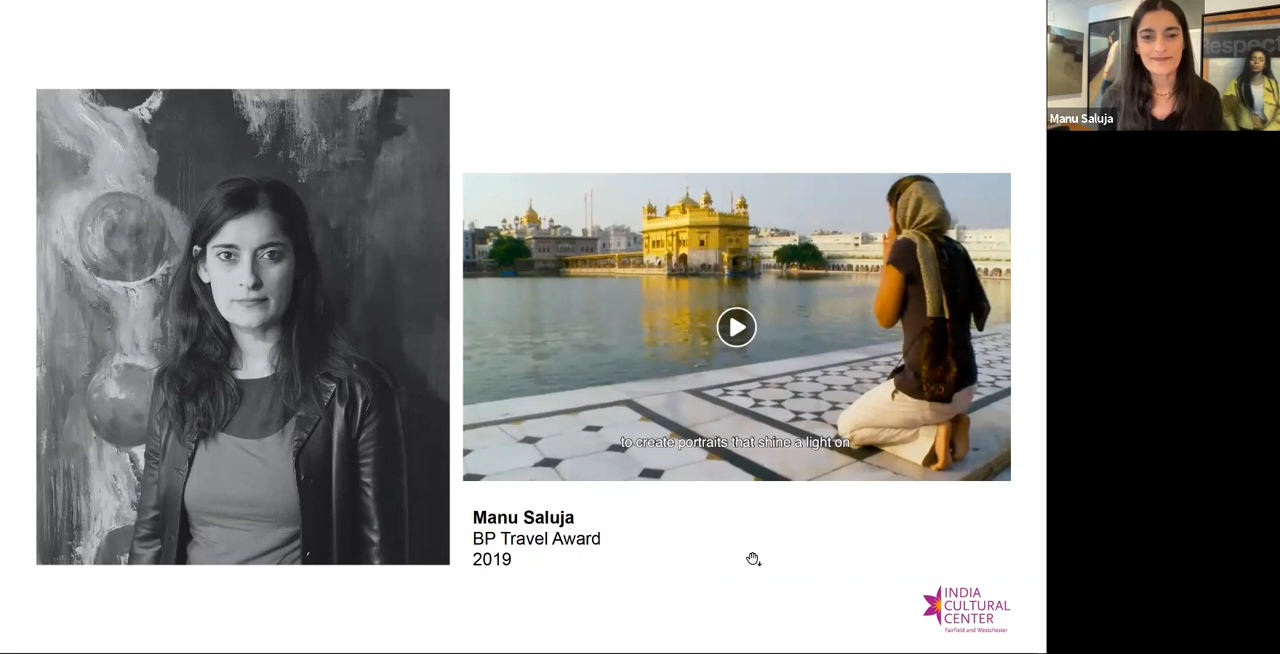 Respect
Manu Saluja
to create portraits that shine a light on
Manu Saluja
BP Travel Award
2019
INDIA
CULTURAL
CENTER
Fairfield and Westchester